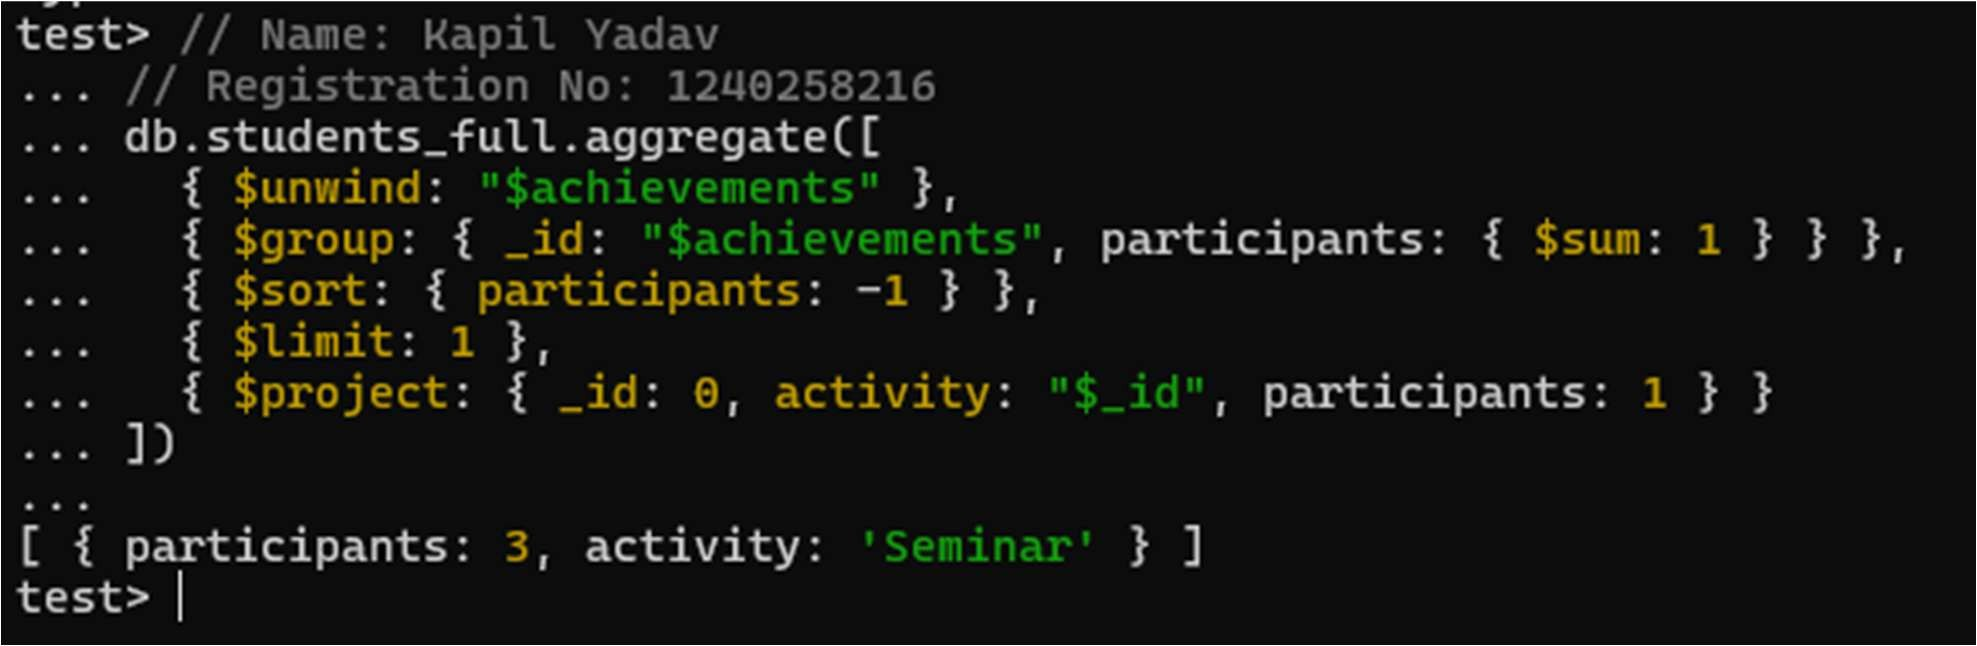 test> // Name: Kapil Yadav
... // Registration No: 1240258216
... db.students_full.aggregate([
...   { $unwind: "$achievements" },
...   { $group: { _id: "$achievements", participants: { $sum: 1 } } },
...   { $sort: { participants: -1 } },
...   { $limit: 1 },
...   { $project: { _id: 0, activity: "$_id", participants: 1 } }
... ])
...
[ { participants: 3, activity: 'Seminar' } ]
test>